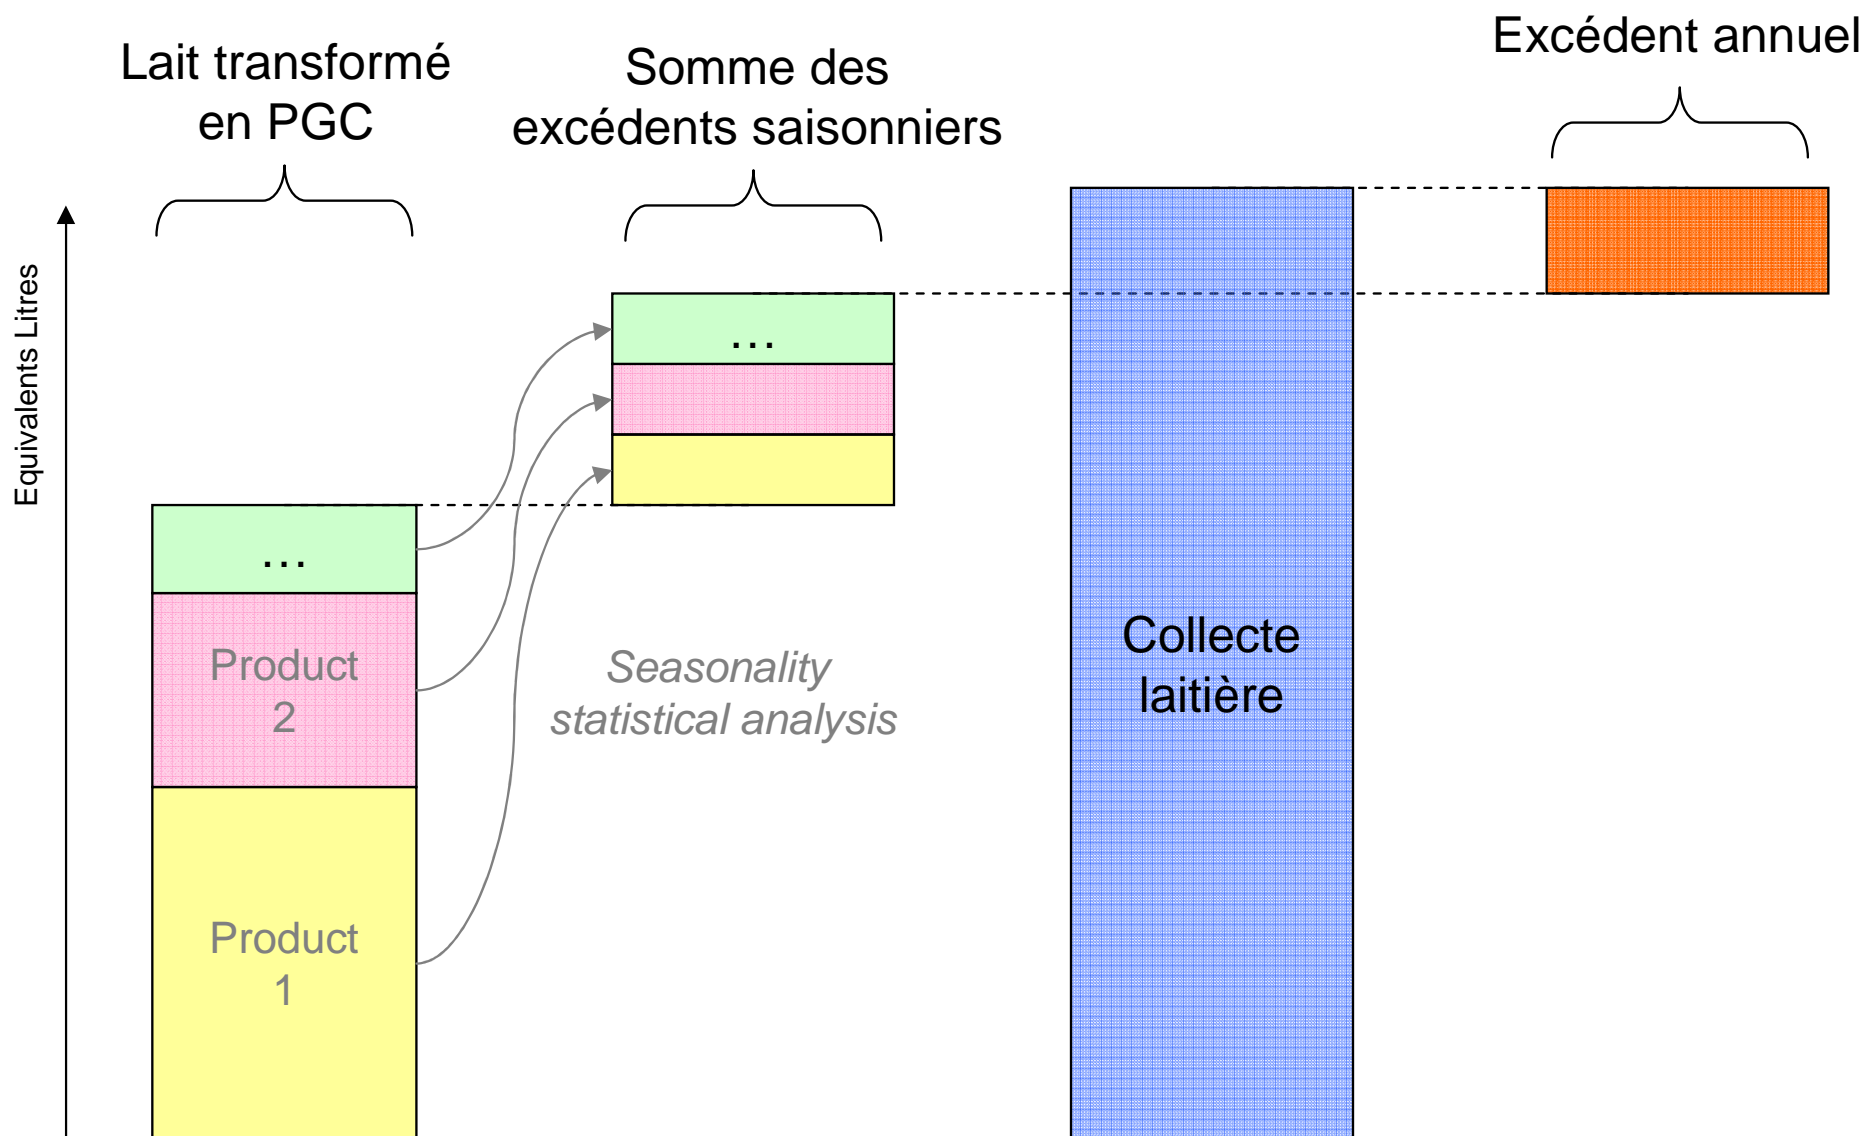 Lait transformé
en PGC
Somme des
excédents saisonniers
Excédent annuel
Equivalents Litres
...
...
Product
2
Product
1
Seasonality
statistical analysis
Collecte
laitière